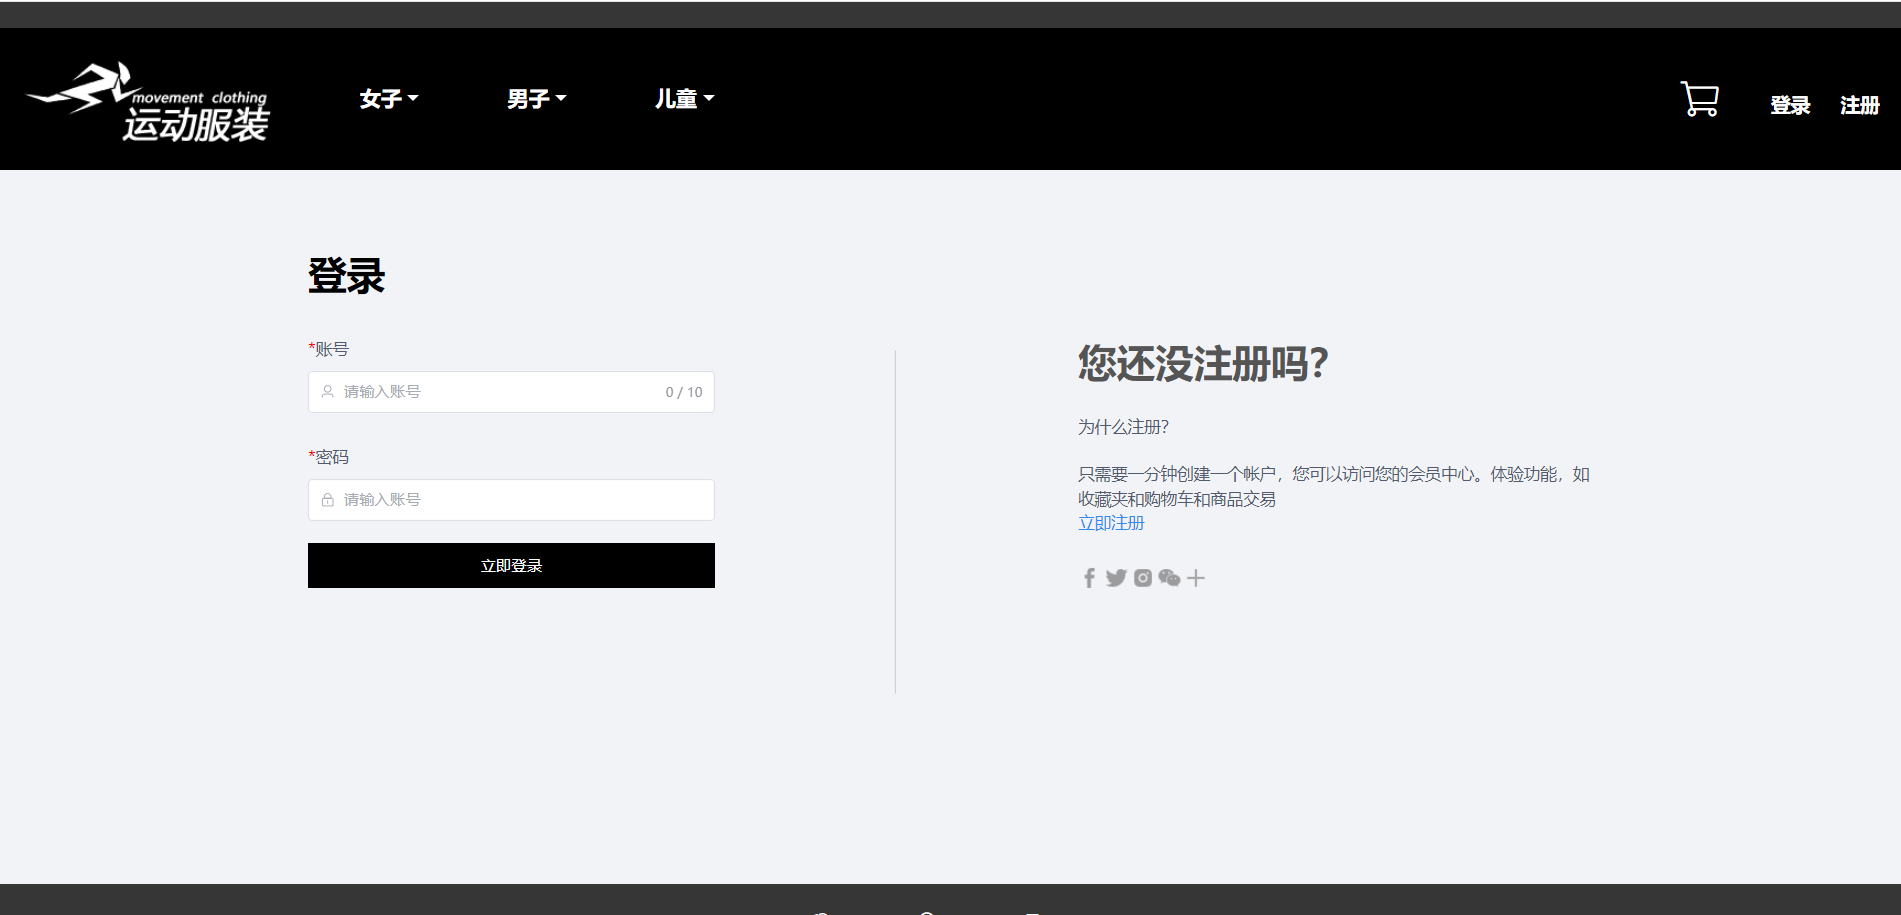 movement clothing
运动服装
女子
男子
儿童
登录
注册
登录
*账号
请输入账号
0 / 10
*密码
请输入账号
立即登录
您还没注册吗？
为什么注册？
只需要一分钟创建一个帐户，您可以访问您的会员中心。体验功能，如
收藏夹和购物车和商品交易
立即注册